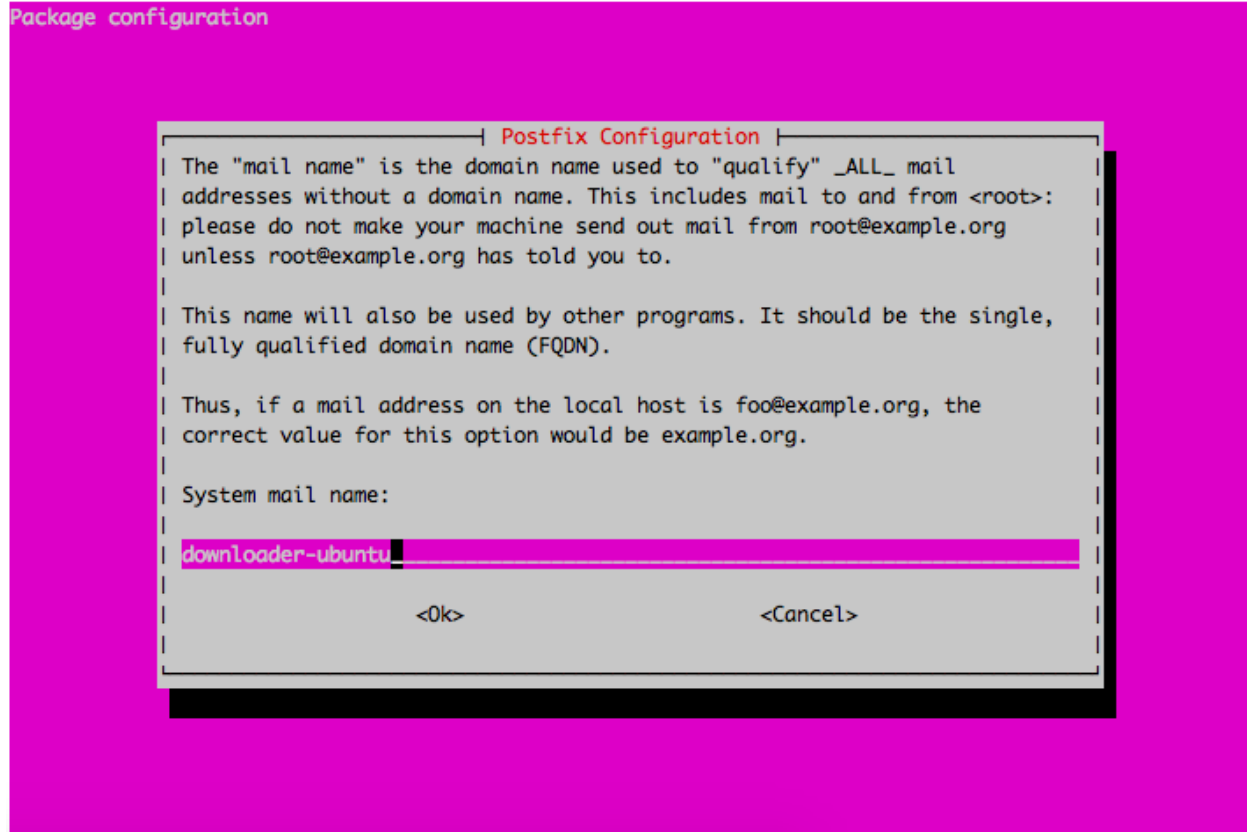 Package configuration
Postfix Configuration
The "mail name" is the domain name used to "qualify" _ALL_ mail
addresses without a domain name. This includes mail to and from <root>:
please do not make your machine send out mail from root@example.org
unless root@example.org has told you to.
This name will also be used by other programs. It should be the single,
fully qualified domain name (FQDN).
Thus, if a mail address on the local host is foo@example.org, the
correct value for this option would be example.org.
System mail name:
downloader-ubuntu
<Ok> <Cancel>